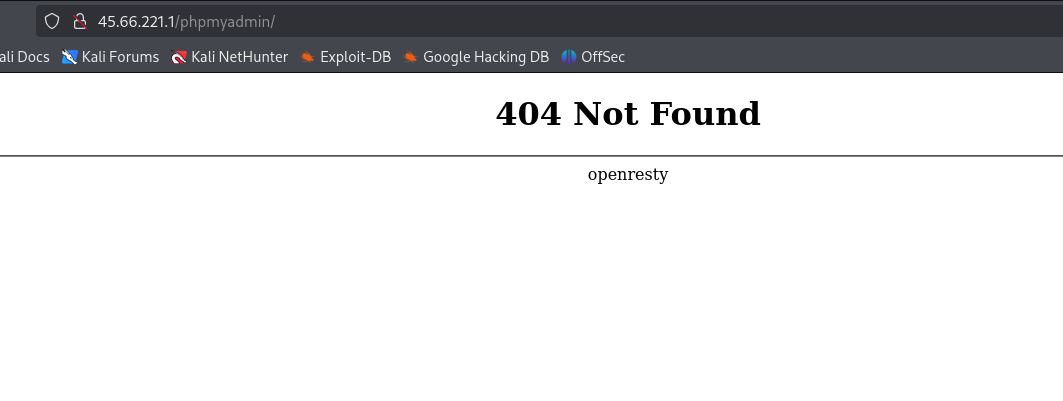 45.66.221.1/phpmyadmin/
ali Docs Kali Forums Kali NetHunter Exploit-DB Google Hacking DB OffSec
404 Not Found
openresty